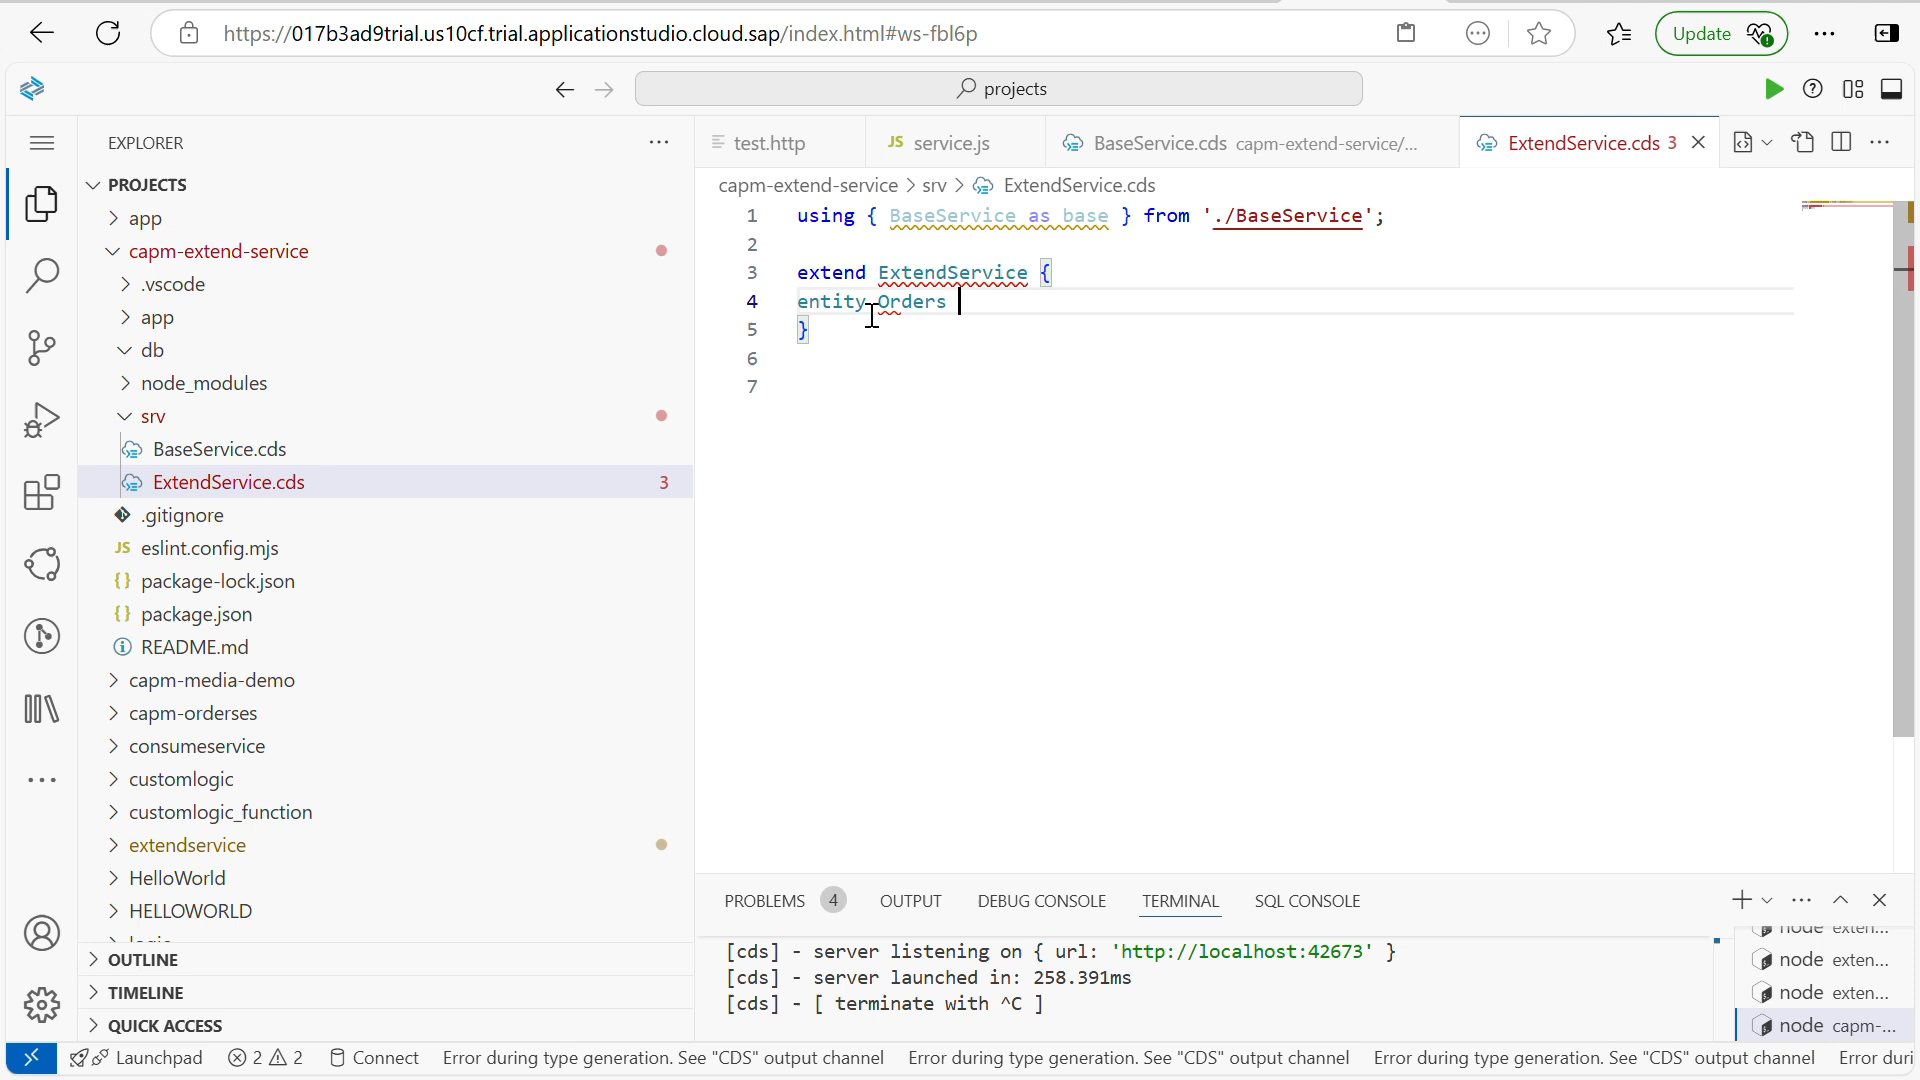 https://017b3ad9trial.us10cf.trial.applicationstudio.cloud.sap/index.html#ws-fbl6p
Update
projects
EXPLORER
test.http
JS service.js
BaseService.cds capm-extend-service/...
ExtendService.cds 3
PROJECTS
capm-extend-service > srv > ExtendService.cds
app
capm-extend-service
.vscode
app
db
node_modules
srv
BaseService.cds
ExtendService.cds 3
.gitignore
JS eslint.config.mjs
{} package-lock.json
{} package.json
README.md
capm-media-demo
capm-orderses
consumeservice
customlogic
customlogic_function
extendservice
HelloWorld
HELLOWORLD
OUTLINE
TIMELINE
QUICK ACCESS
1 using { BaseService as base } from './BaseService';
2
3 extend ExtendService {
4 entity Orders
5 }
6
7
PROBLEMS 4 OUTPUT DEBUG CONSOLE TERMINAL SQL CONSOLE
[cds] - server listening on { url: 'http://localhost:42673' }
[cds] - server launched in: 258.391ms
[cds] - [ terminate with ^C ]
node exten...
node exten...
node exten...
node capm-...
Launchpad 2 2 Connect Error during type generation. See "CDS" output channel Error during type generation. See "CDS" output channel Error during type generation. See "CDS" output channel Error duri